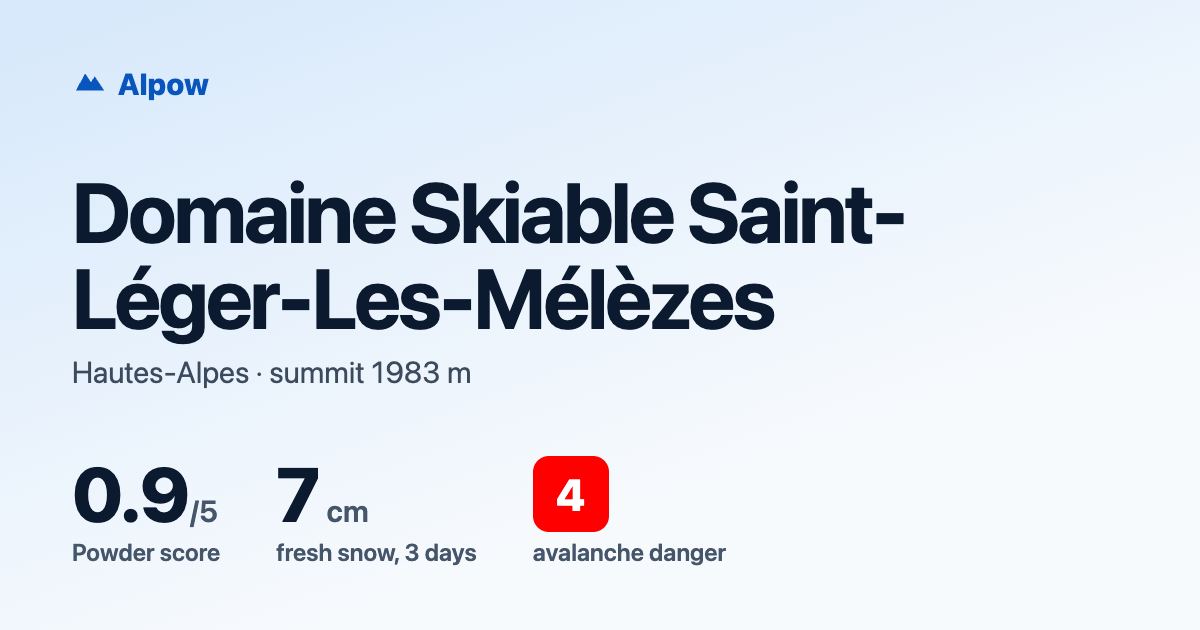 Alpow
Domaine Skiable Saint-
Léger-Les-Mélèzes
Hautes-Alpes · summit 1983 m
0.9/5 7 cm 4
Powder score fresh snow, 3 days avalanche danger